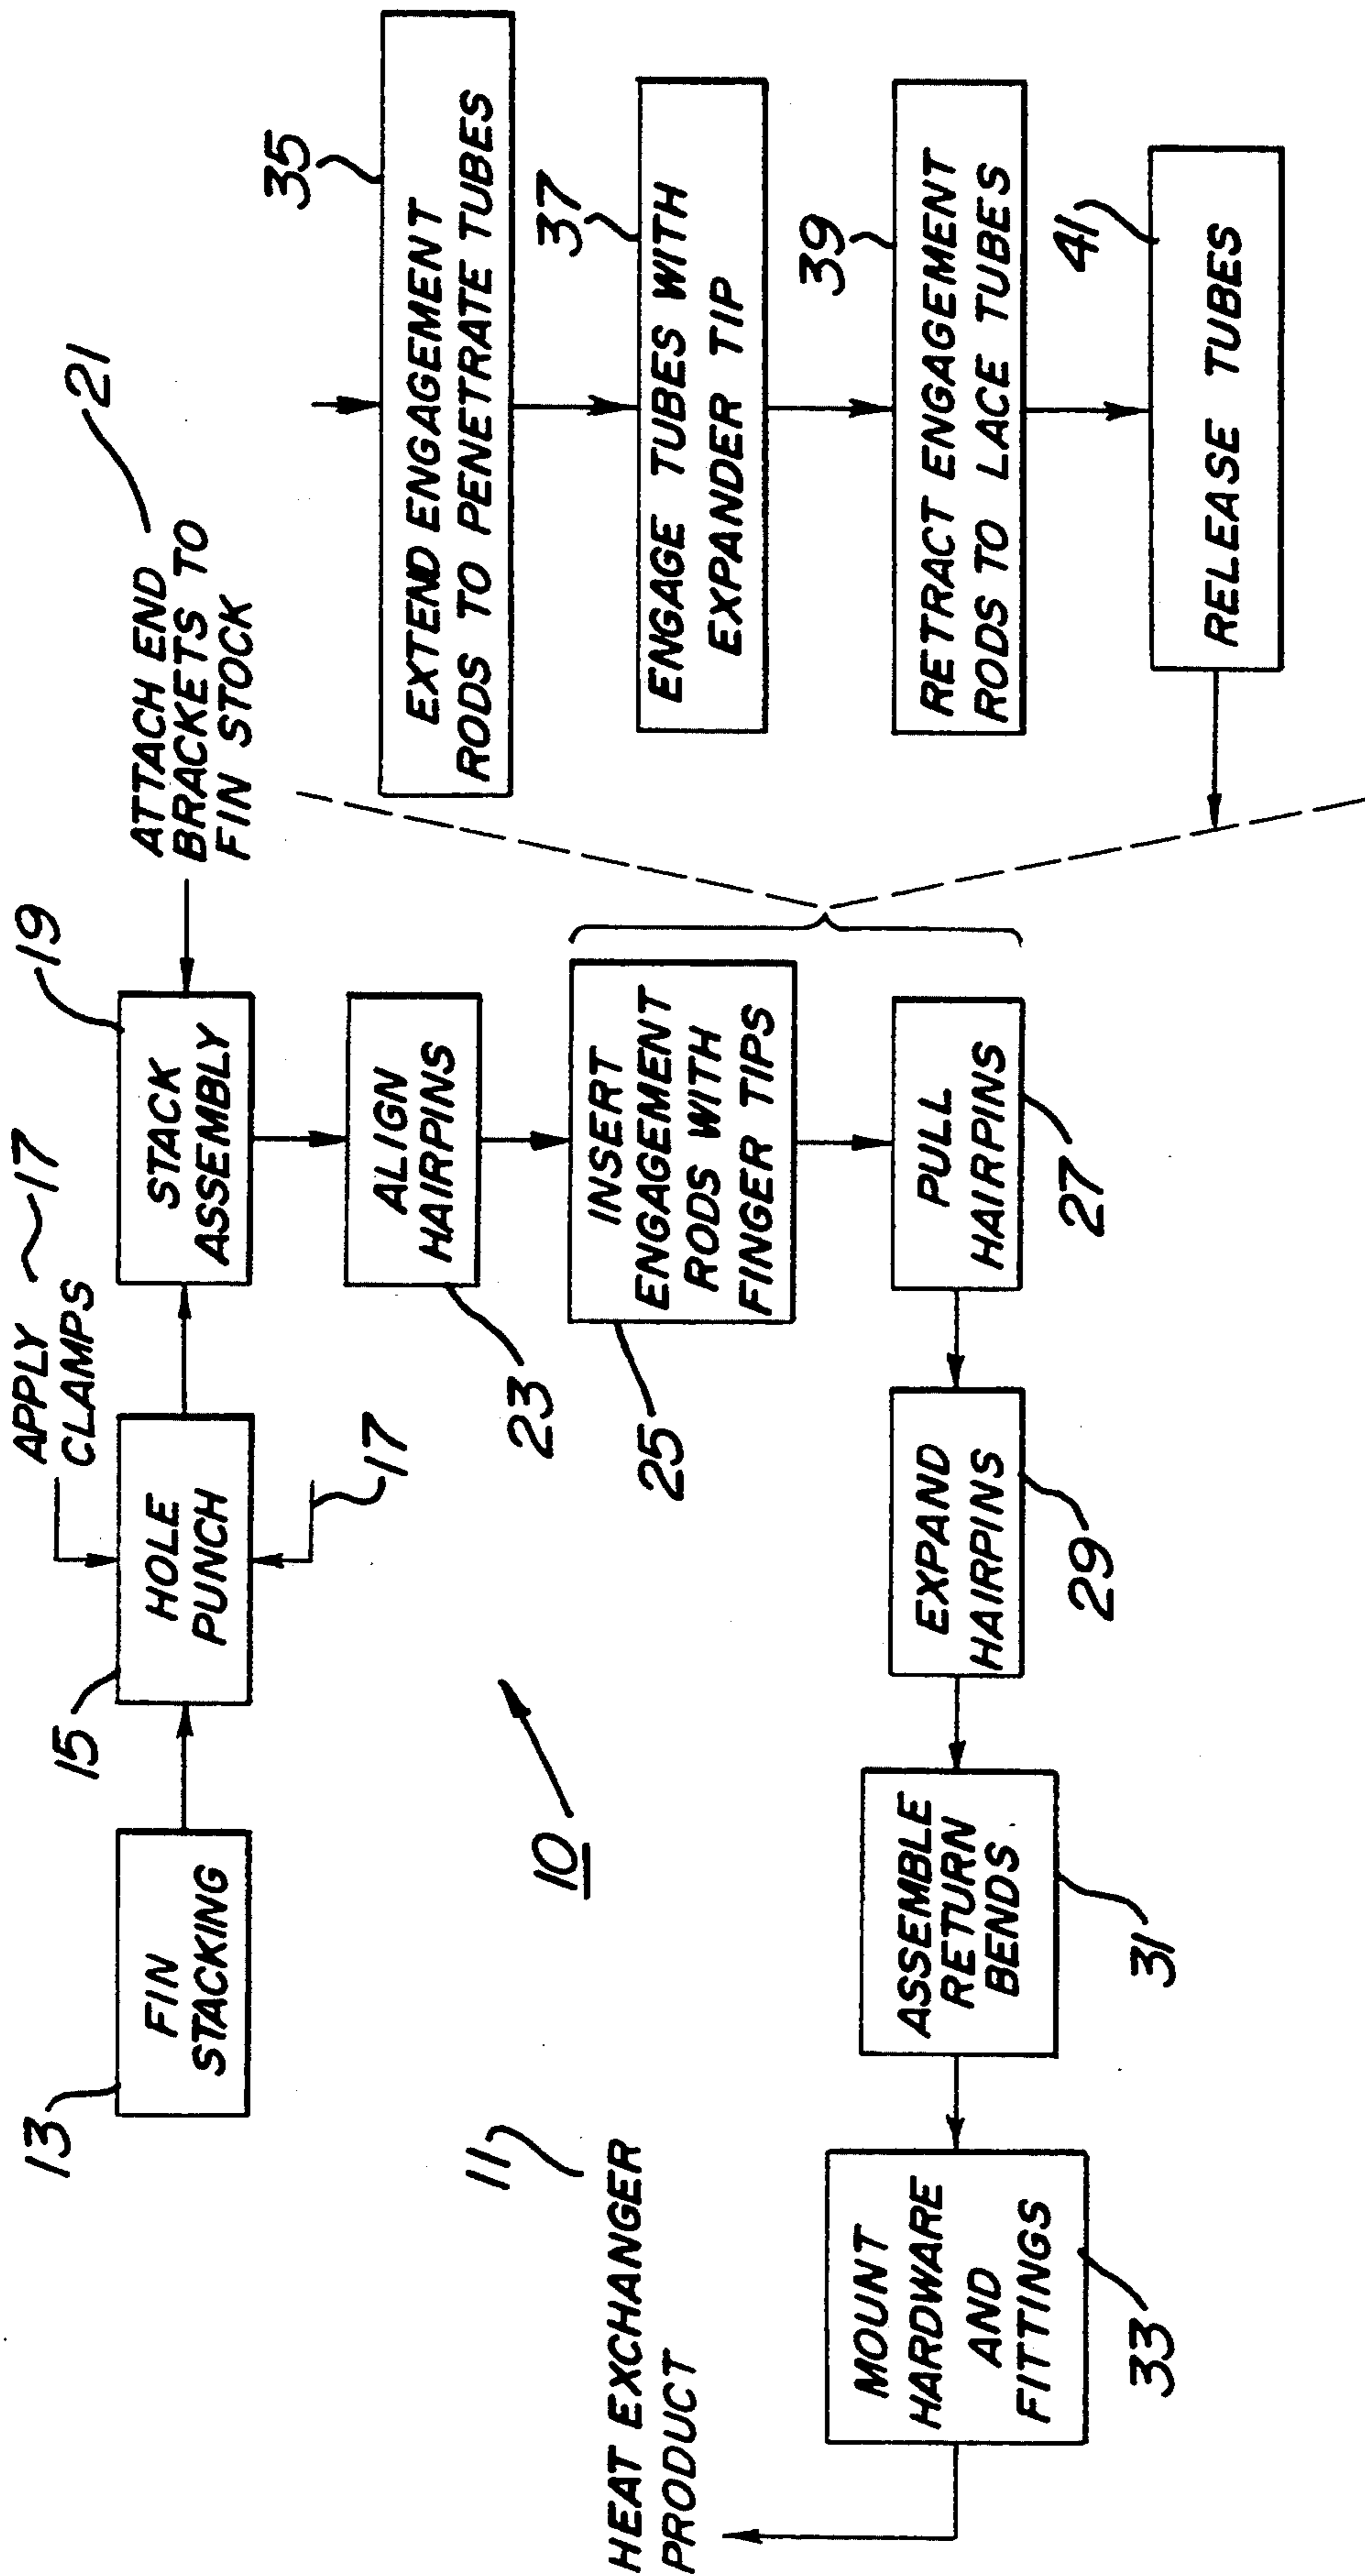 13
FIN
STACKING
15
HOLE
PUNCH
APPLY
CLAMPS
17
17
19
STACK
ASSEMBLY
ATTACH END
BRACKETS TO
FIN STOCK
21
ALIGN
HAIRPINS
23
INSERT
ENGAGEMENT
RODS WITH
FINGER TIPS
25
PULL
HAIRPINS
27
EXPAND
HAIRPINS
29
ASSEMBLE
RETURN
BENDS
31
MOUNT
HARDWARE
AND
FITTINGS
33
HEAT EXCHANGER
PRODUCT
11
10
35
EXTEND ENGAGEMENT
RODS TO PENETRATE TUBES
37
ENGAGE TUBES WITH
EXPANDER TIP
39
RETRACT ENGAGEMENT
RODS TO LACE TUBES
41
RELEASE TUBES